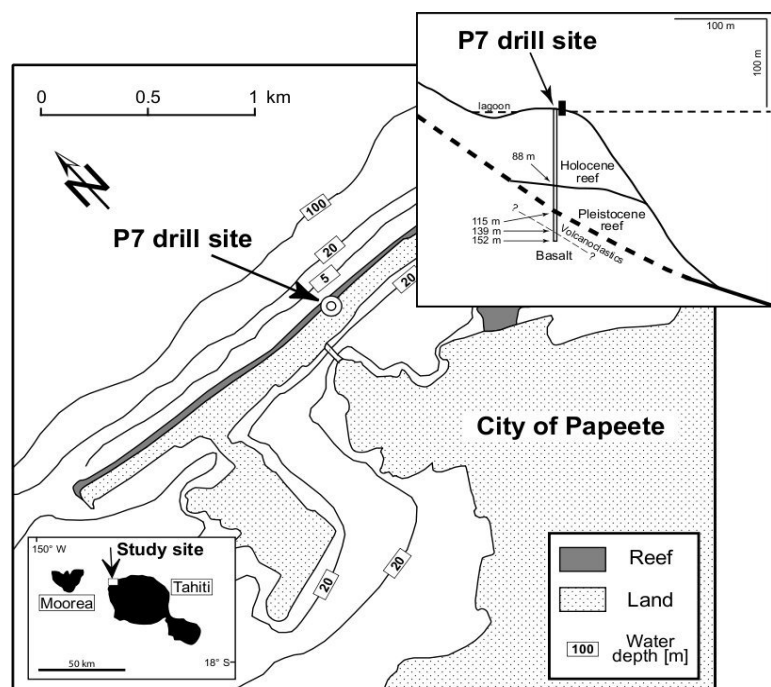 0 0.5 1 km
N
P7 drill site
100
20
5
20
City of Papeete
20
20
100 m
100 m
P7 drill site
lagoon
88 m
Holocene
reef
Pleistocene
reef
?
115 m
139 m
152 m
Volcanoclastics
?
Basalt
150° W
Study site
Moorea
Tahiti
50 km
18° S
Reef
Land
100
Water
depth [m]